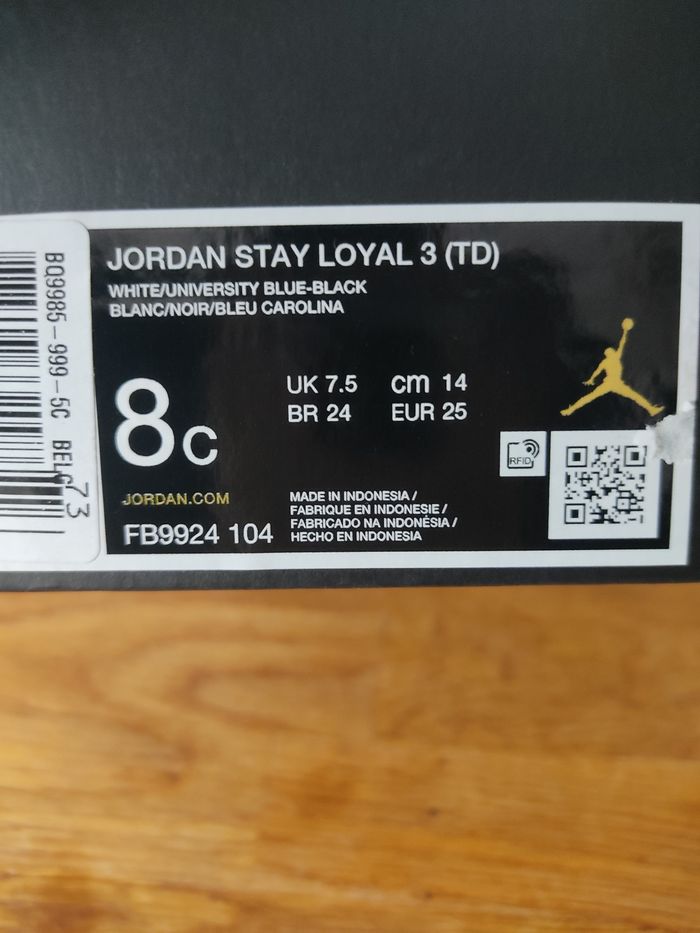 JORDAN STAY LOYAL 3 (TD)
WHITE/UNIVERSITY BLUE-BLACK
BLANC/NOIR/BLEU CAROLINA
8C
UK 7.5 cm 14
BR 24 EUR 25
RFID
JORDAN.COM
FB9924 104
MADE IN INDONESIA /
FABRIQUE EN INDONESIE /
FABRICADO NA INDONÉSIA /
HECHO EN INDONESIA
BQ9985-999-5C
73